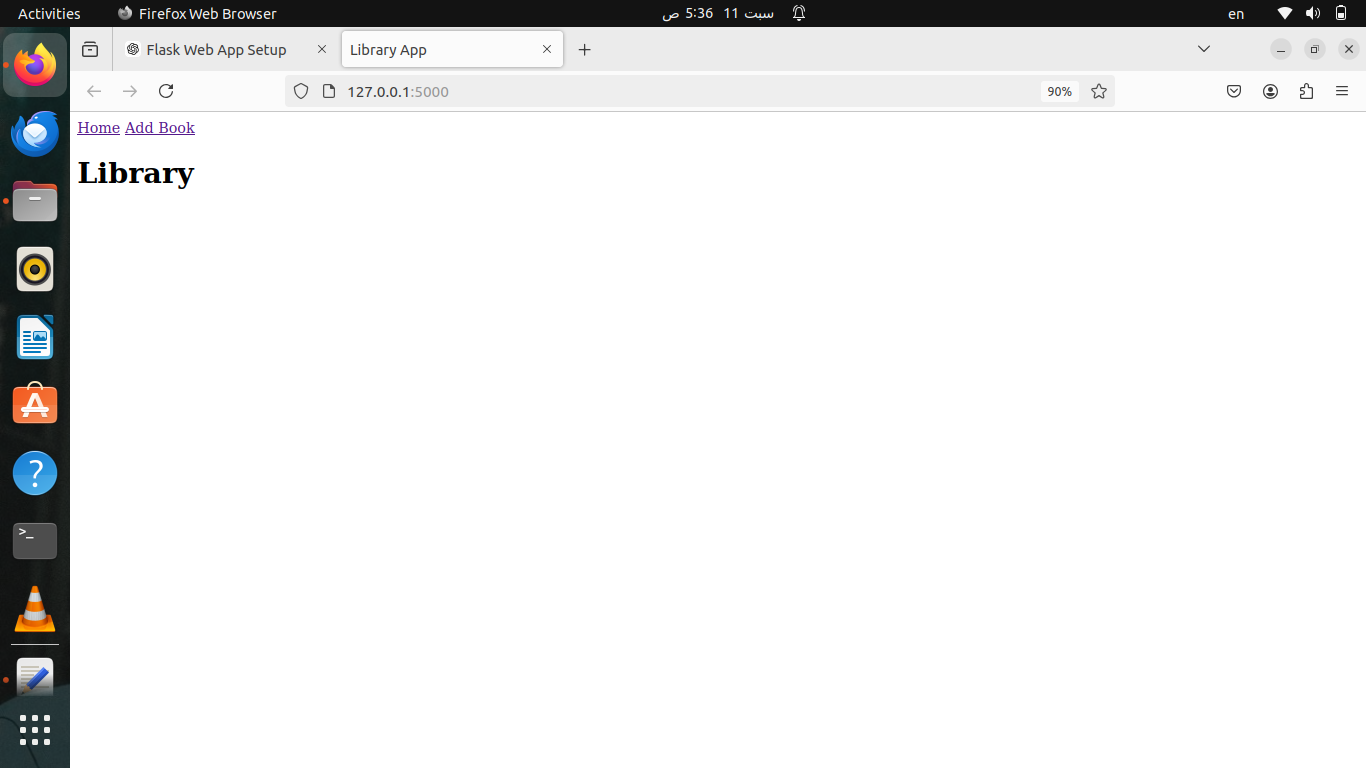 Activities Firefox Web Browser سبت 11 5:36 ص en
Flask Web App Setup Library App
127.0.0.1:5000 90%
Home Add Book
Library